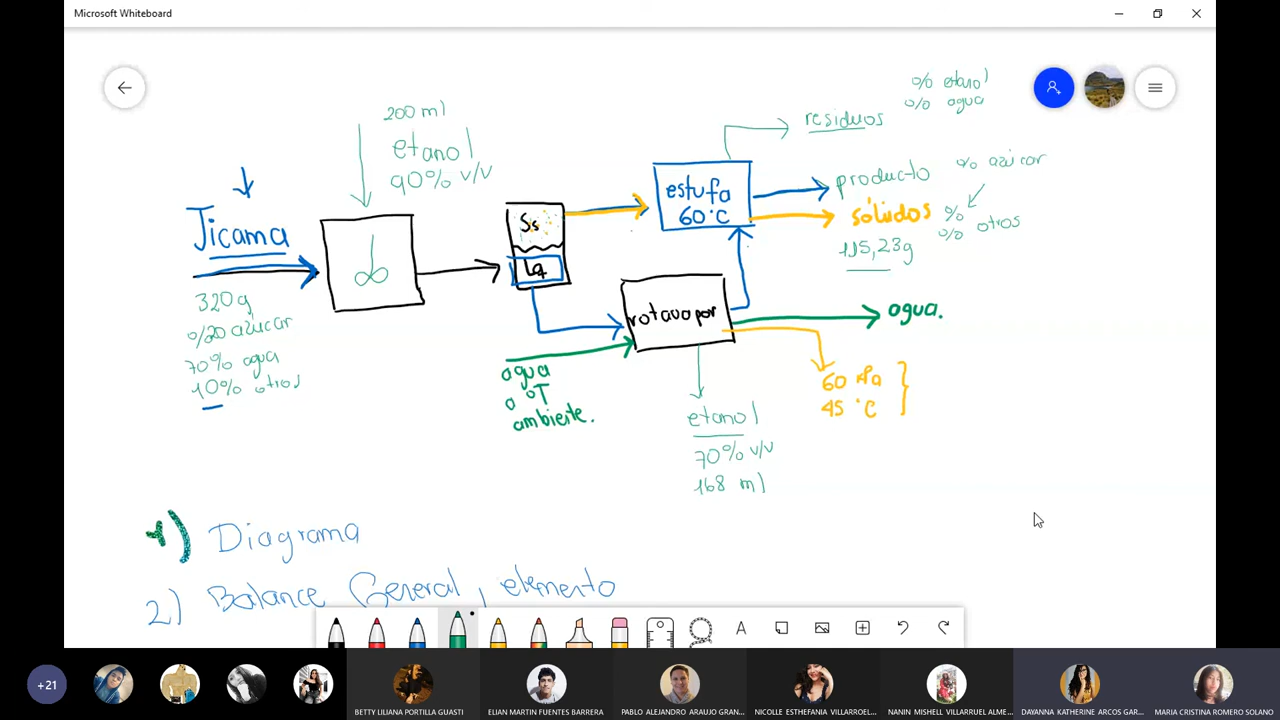 Microsoft Whiteboard
200 ml
etanol
90% v/v
Jicama
320 g
%20 azúcar
70% agua
10% otros
Ss
Lq
estufa
60°C
rotavapor
residuos
% etanol
% agua
producto
% azúcar
sólidos
%
% otros
115,23g
agua.
60
45 °C
agua
a °T
ambiente.
etanol
70% v/v
168 ml
1) Diagrama
2) Balance General, elemento
+21
BETTY LILIANA PORTILLA GUASTI
ELIAN MARTIN FUENTES BARRERA
PABLO ALEJANDRO ARAUJO GRAN...
NICOLLE ESTHEFANIA VILLARROEL...
NANIN MISHELL VILLARRUEL ALME...
DAYANNA KATHERINE ARCOS GAR...
MARIA CRISTINA ROMERO SOLANO